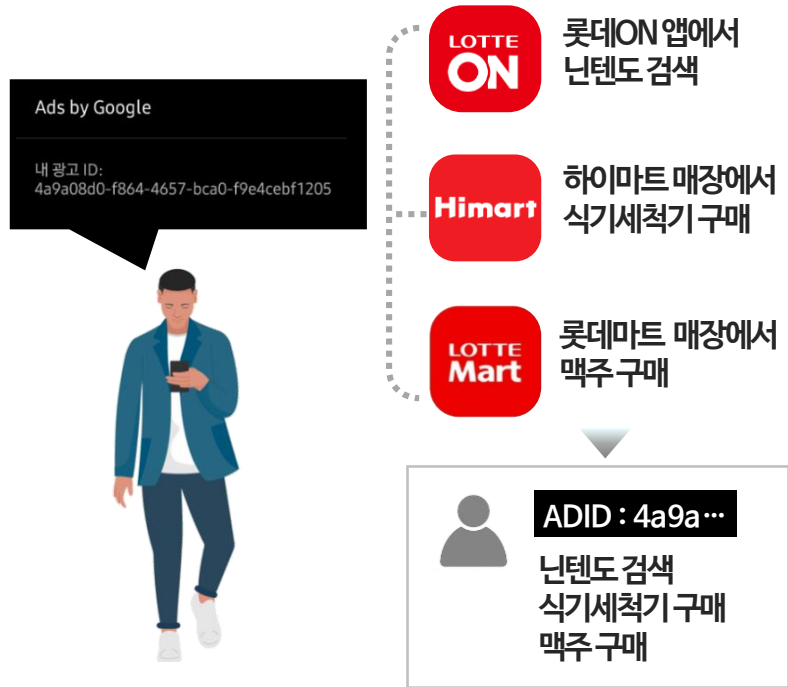 Ads by Google
내 광고 ID:
4a9a08d0-f864-4657-bca0-f9e4cebf1205
LOTTE
ON
롯데ON 앱에서
닌텐도 검색
Himart
하이마트 매장에서
식기세척기 구매
LOTTE
Mart
롯데마트 매장에서
맥주 구매
ADID : 4a9a…
닌텐도 검색
식기세척기 구매
맥주 구매